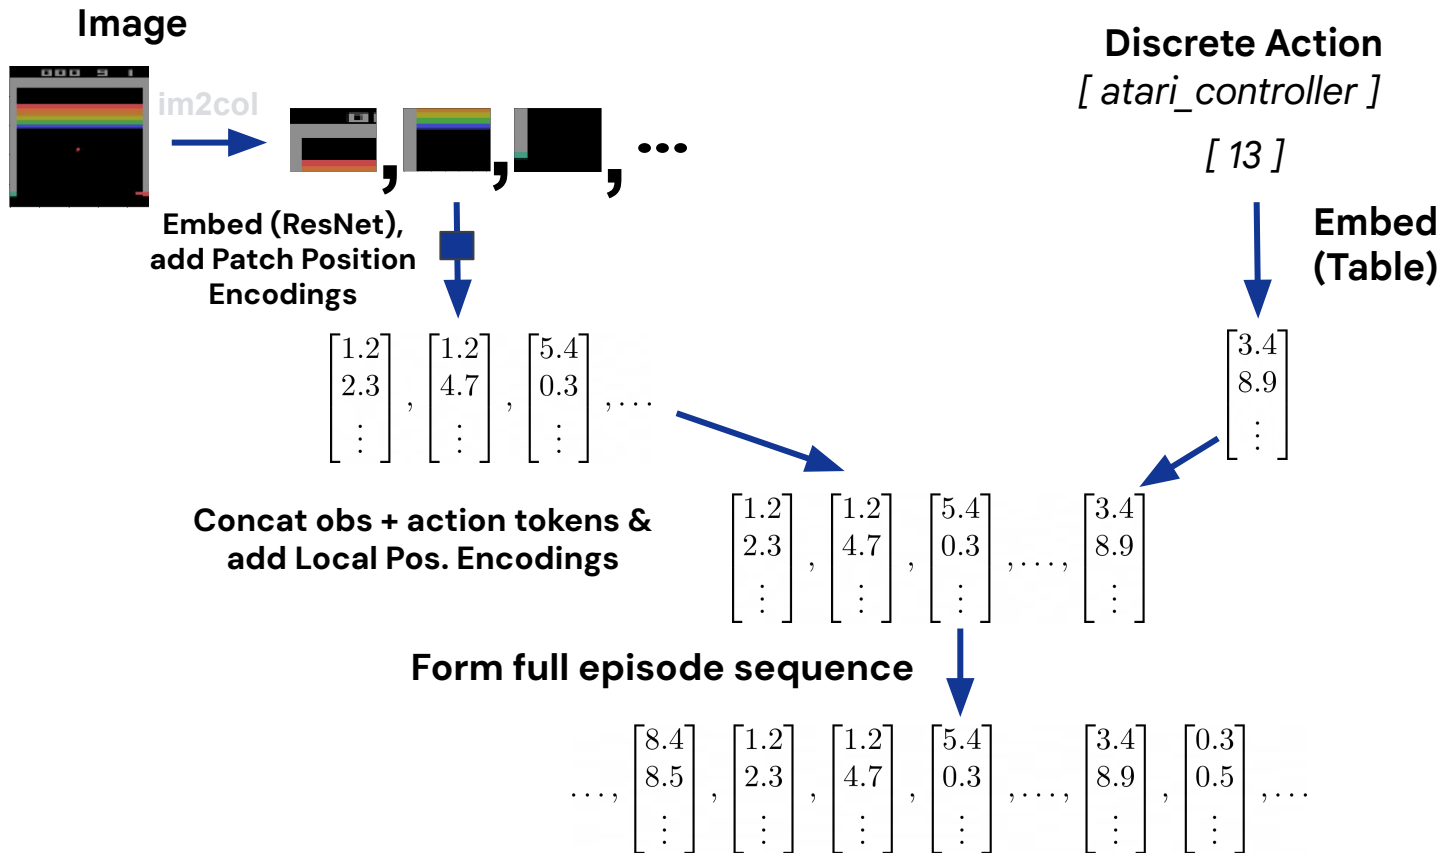 Image
000 9 1
im2col
, , , ...
Embed (ResNet),
add Patch Position
Encodings
Discrete Action
[ atari_controller ]
[ 13 ]
Embed
(Table)
[1.2 2.3 ⋮] , [1.2 4.7 ⋮] , [5.4 0.3 ⋮] , ...
[3.4 8.9 ⋮]
Concat obs + action tokens &
add Local Pos. Encodings
[1.2 2.3 ⋮] , [1.2 4.7 ⋮] , [5.4 0.3 ⋮] , ... , [3.4 8.9 ⋮]
Form full episode sequence
... , [8.4 8.5 ⋮] , [1.2 2.3 ⋮] , [1.2 4.7 ⋮] , [5.4 0.3 ⋮] , ... , [3.4 8.9 ⋮] , [0.3 0.5 ⋮] , ...